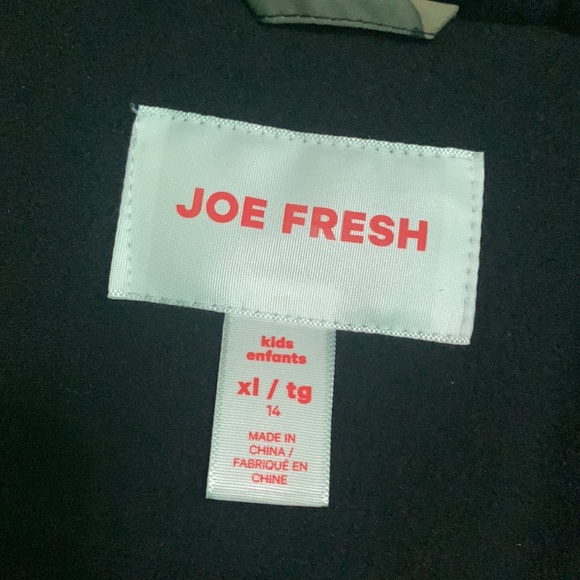 JOE FRESH
kids
enfants
xl / tg
14
MADE IN
CHINA /
FABRIQUÉ EN
CHINE